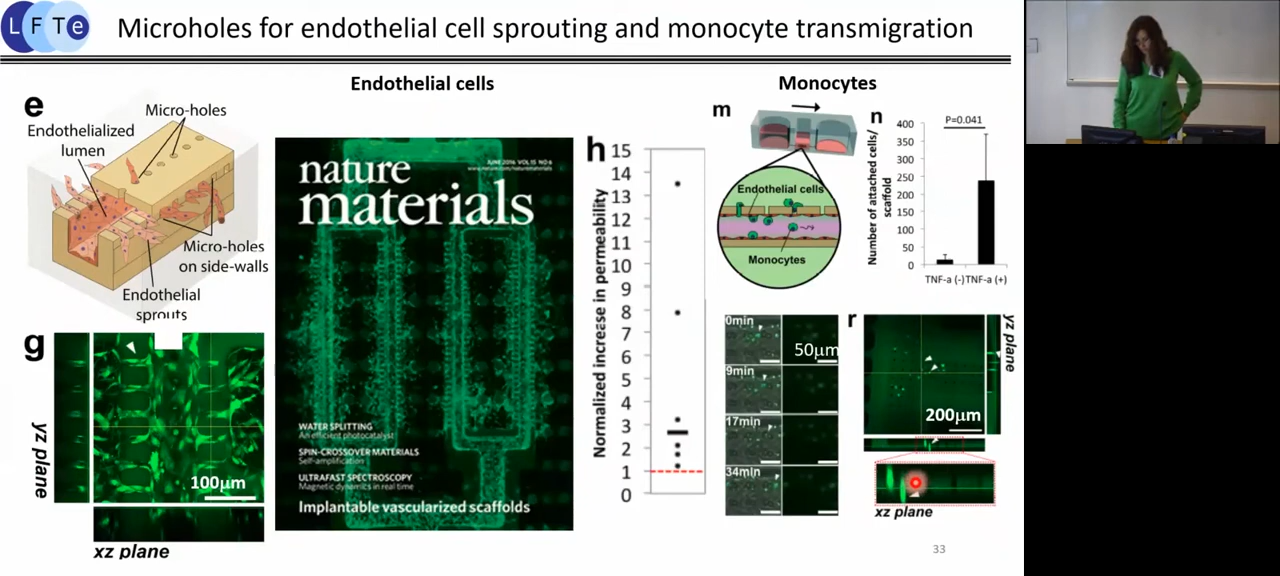 LFTe
Microholes for endothelial cell sprouting and monocyte transmigration
Endothelial cells
Monocytes
e
Micro-holes
Endothelialized
lumen
Micro-holes
on side-walls
Endothelial
sprouts
g
yz plane
100µm
xz plane
JUNE 2016 VOL 15 NO 6
www.nature.com/naturematerials
nature
materials
WATER SPLITTING
An efficient photocatalyst
SPIN-CROSSOVER MATERIALS
Self-amplification
ULTRAFAST SPECTROSCOPY
Magnetic dynamics in real time
Implantable vascularized scaffolds
h
Normalized increase in permeability
15
14
13
12
11
10
9
8
7
6
5
4
3
2
1
0
m
Endothelial cells
Monocytes
n
Number of attached cells/
scaffold
P=0.041
400
350
300
250
200
150
100
50
0
TNF-a (-) TNF-a (+)
0min
50µm
9min
17min
34min
r
yz plane
200µm
xz plane
33